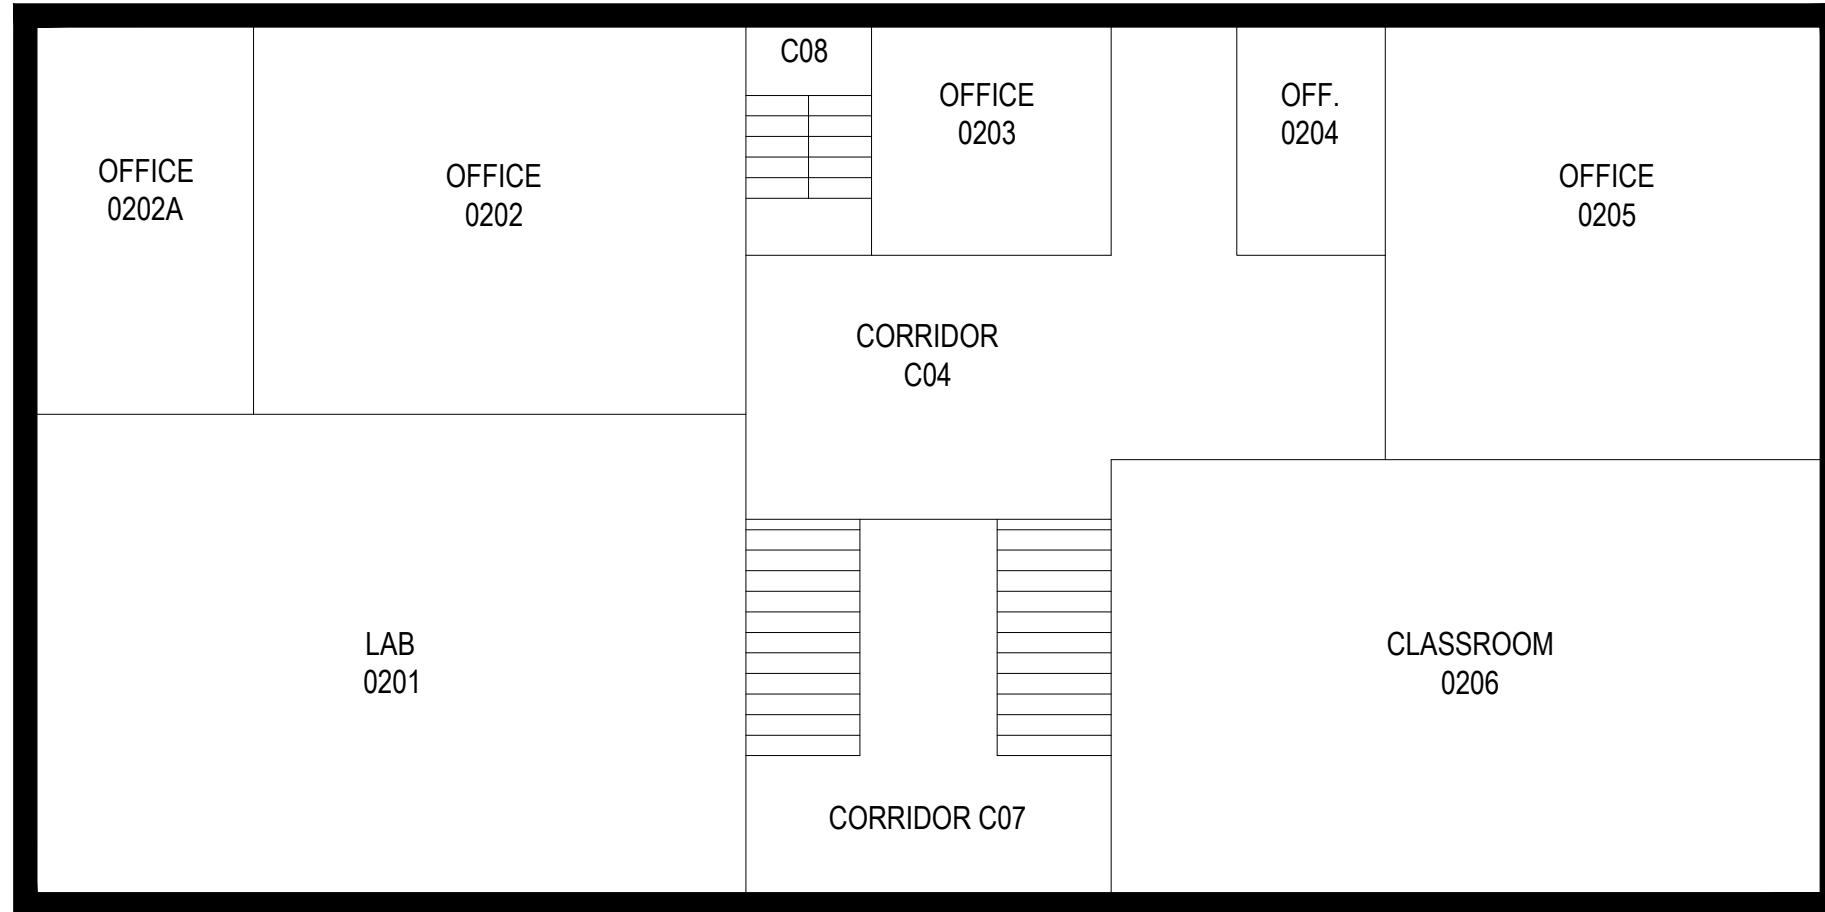 C08
OFFICE
0203
OFF.
0204
OFFICE
0202A
OFFICE
0202
OFFICE
0205
CORRIDOR
C04
LAB
0201
CLASSROOM
0206
CORRIDOR C07